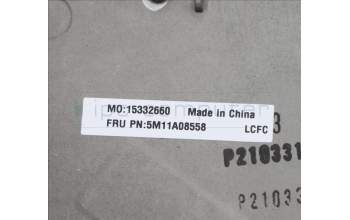 MO:15332660 Made in China
FRU PN:5M11A08558 LCFC
P210331
P21033